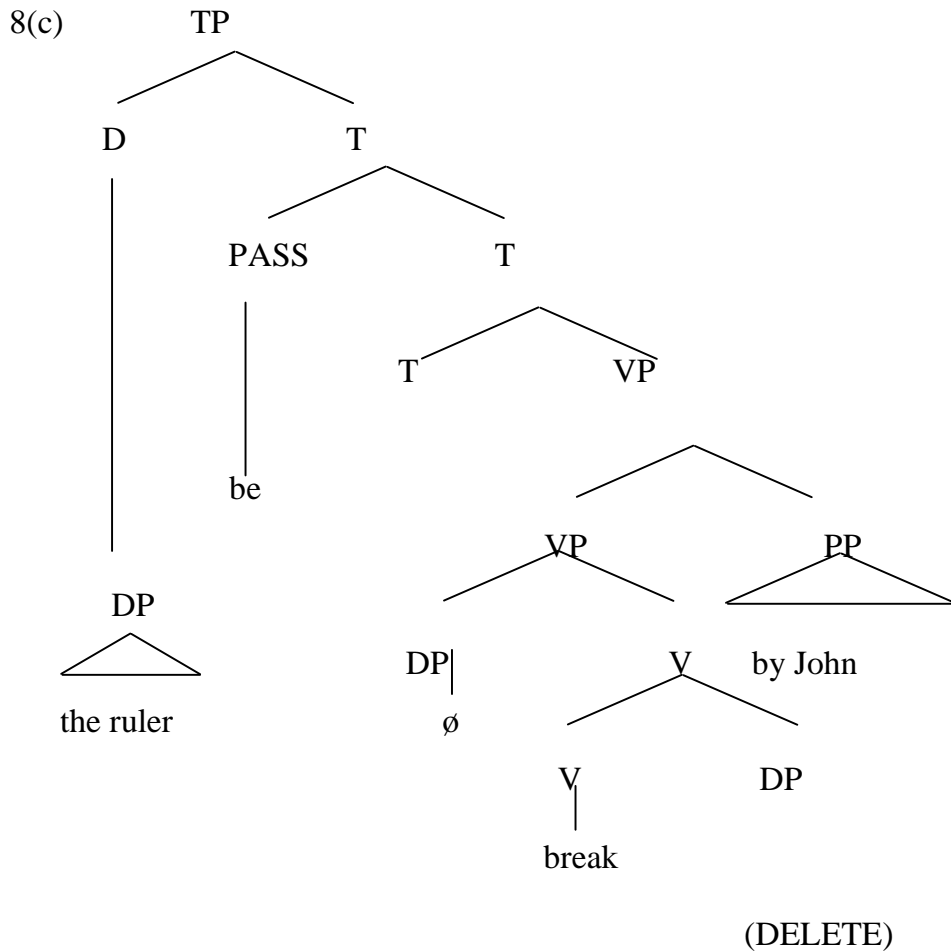 8(c) TP
D T
PASS T
T VP
be
VP PP
DP
DP V by John
the ruler ø
V DP
break
(DELETE)